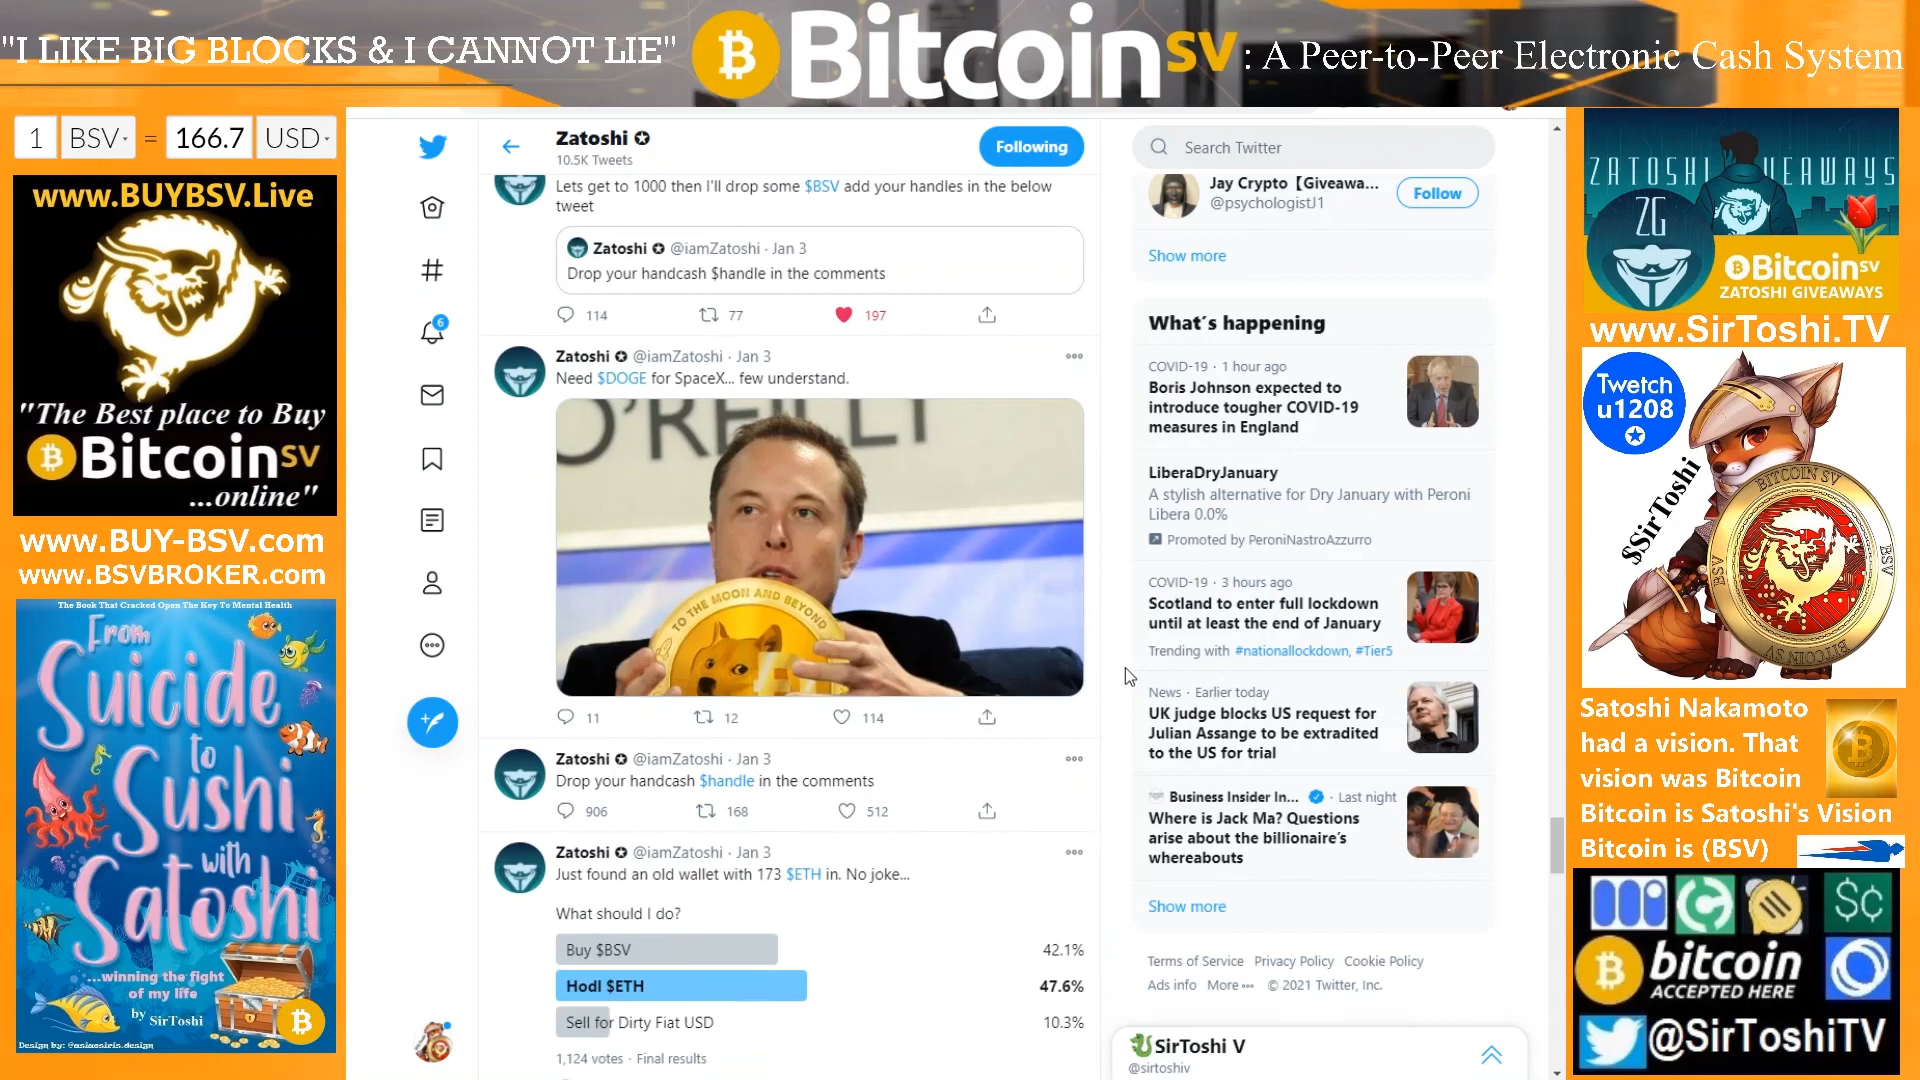 "I LIKE BIG BLOCKS & I CANNOT LIE"
BitcoinSV : A Peer-to-Peer Electronic Cash System
1 BSV = 166.7 USD
www.BUYBSV.Live
"The Best place to Buy
BitcoinSV
...online"
www.BUY-BSV.com
www.BSVBROKER.com
The Book That Cracked Open The Key To Mental Health
From
Suicide
to
Sushi
with
Satoshi
...winning the fight
of my life
by SirToshi
Design by: @asiaosiris.design
Zatoshi
10.5K Tweets
Following
Lets get to 1000 then I'll drop some $BSV add your handles in the below
tweet
Zatoshi @iamZatoshi · Jan 3
Drop your handcash $handle in the comments
114 77 197
Zatoshi @iamZatoshi · Jan 3
Need $DOGE for SpaceX... few understand.
O'REILLY
TO THE MOON AND BEYOND
11 12 114
Zatoshi @iamZatoshi · Jan 3
Drop your handcash $handle in the comments
906 168 512
Zatoshi @iamZatoshi · Jan 3
Just found an old wallet with 173 $ETH in. No joke...
What should I do?
Buy $BSV 42.1%
Hodl $ETH 47.6%
Sell for Dirty Fiat USD 10.3%
1,124 votes · Final results
6
Search Twitter
Jay Crypto【Giveawa...
@psychologistJ1
Follow
Show more
What's happening
COVID-19 · 1 hour ago
Boris Johnson expected to
introduce tougher COVID-19
measures in England
LiberaDryJanuary
A stylish alternative for Dry January with Peroni
Libera 0.0%
Promoted by PeroniNastroAzzurro
COVID-19 · 3 hours ago
Scotland to enter full lockdown
until at least the end of January
Trending with #nationallockdown, #Tier5
News · Earlier today
UK judge blocks US request for
Julian Assange to be extradited
to the US for trial
Business Insider In... · Last night
Where is Jack Ma? Questions
arise about the billionaire's
whereabouts
Show more
Terms of Service Privacy Policy Cookie Policy
Ads info More © 2021 Twitter, Inc.
SirToshi V
@sirtoshiv
ZATOSHI GIVEAWAYS
ZG
BitcoinSV
ZATOSHI GIVEAWAYS
www.SirToshi.TV
Twetch
u1208
$SirToshi
BITCOIN SV
BSV
BSV
BITCOIN SV
Satoshi Nakamoto
had a vision. That
vision was Bitcoin
Bitcoin is Satoshi's Vision
Bitcoin is (BSV)
bitcoin
ACCEPTED HERE
@SirToshiTV